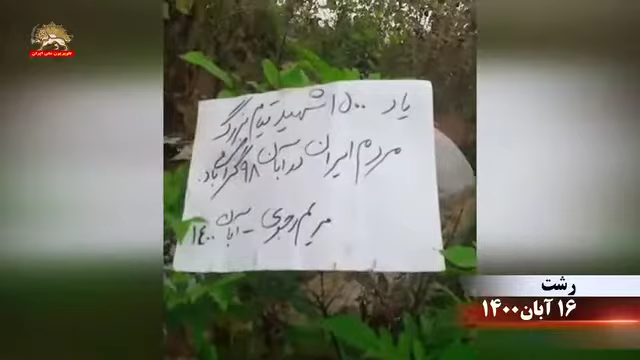 یاد ۱۵۰۰ شهید قیام بزرگ
مردم ایران در آبان ۹۸ گرامی باد.
مریم رجوی - آبان ۱۴۰۰
رشت
۱۶ آبان ۱۴۰۰